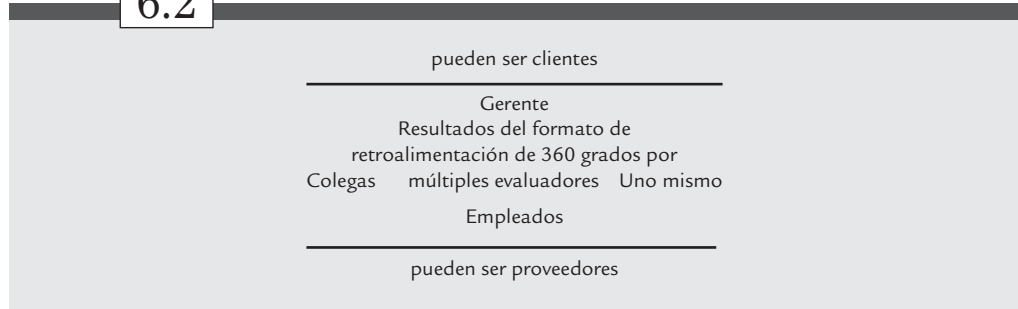 6.2
pueden ser clientes
Gerente
Resultados del formato de
retroalimentación de 360 grados por
Colegas múltiples evaluadores Uno mismo
Empleados
pueden ser proveedores